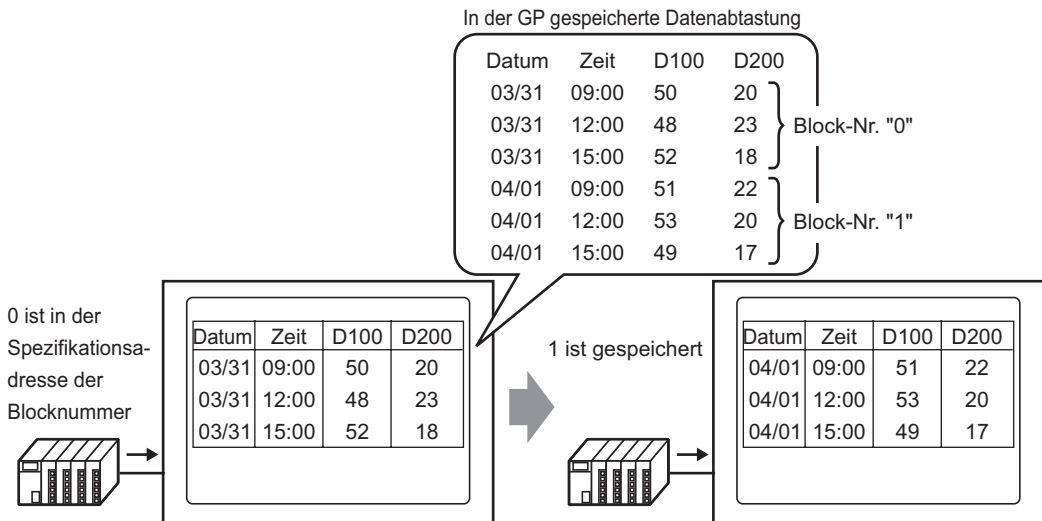 In der GP gespeicherte Datenabtastung
Datum Zeit D100 D200
03/31 09:00 50 20
03/31 12:00 48 23
03/31 15:00 52 18
Block-Nr. "0"
04/01 09:00 51 22
04/01 12:00 53 20
04/01 15:00 49 17
Block-Nr. "1"
0 ist in der
Spezifikationsa-
dresse der
Blocknummer
Datum Zeit D100 D200
03/31 09:00 50 20
03/31 12:00 48 23
03/31 15:00 52 18
1 ist gespeichert
Datum Zeit D100 D200
04/01 09:00 51 22
04/01 12:00 53 20
04/01 15:00 49 17